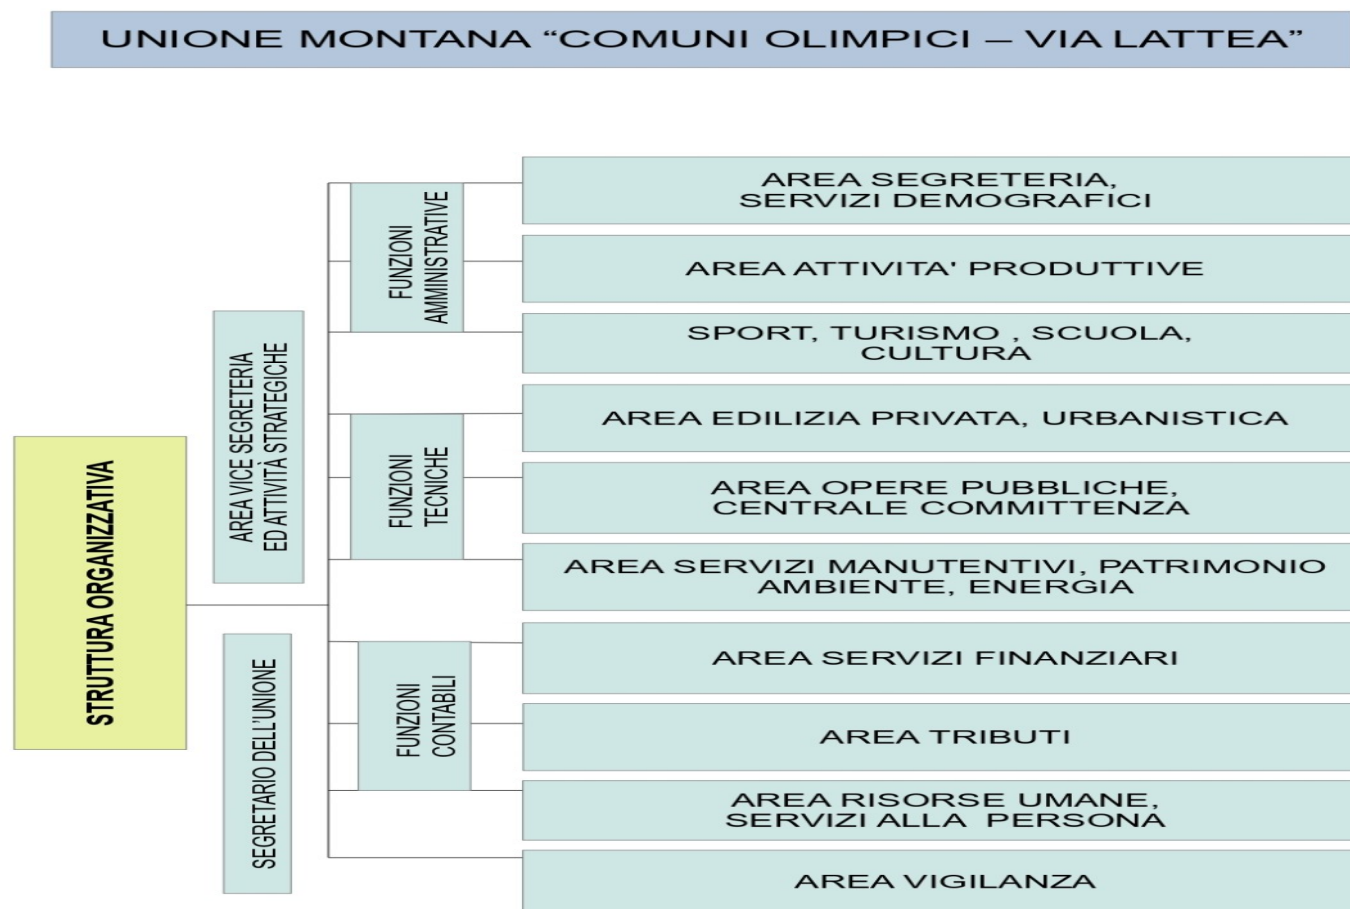 UNIONE MONTANA “COMUNI OLIMPICI – VIA LATTEA”
STRUTTURA ORGANIZZATIVA
AREA VICE SEGRETERIA
ED ATTIVITÀ STRATEGICHE
SEGRETARIO DELL'UNIONE
FUNZIONI
AMMINISTRATIVE
AREA SEGRETERIA,
SERVIZI DEMOGRAFICI
AREA ATTIVITA' PRODUTTIVE
SPORT, TURISMO , SCUOLA,
CULTURA
FUNZIONI
TECNICHE
AREA EDILIZIA PRIVATA, URBANISTICA
AREA OPERE PUBBLICHE,
CENTRALE COMMITTENZA
AREA SERVIZI MANUTENTIVI, PATRIMONIO
AMBIENTE, ENERGIA
FUNZIONI
CONTABILI
AREA SERVIZI FINANZIARI
AREA TRIBUTI
AREA RISORSE UMANE,
SERVIZI ALLA PERSONA
AREA VIGILANZA